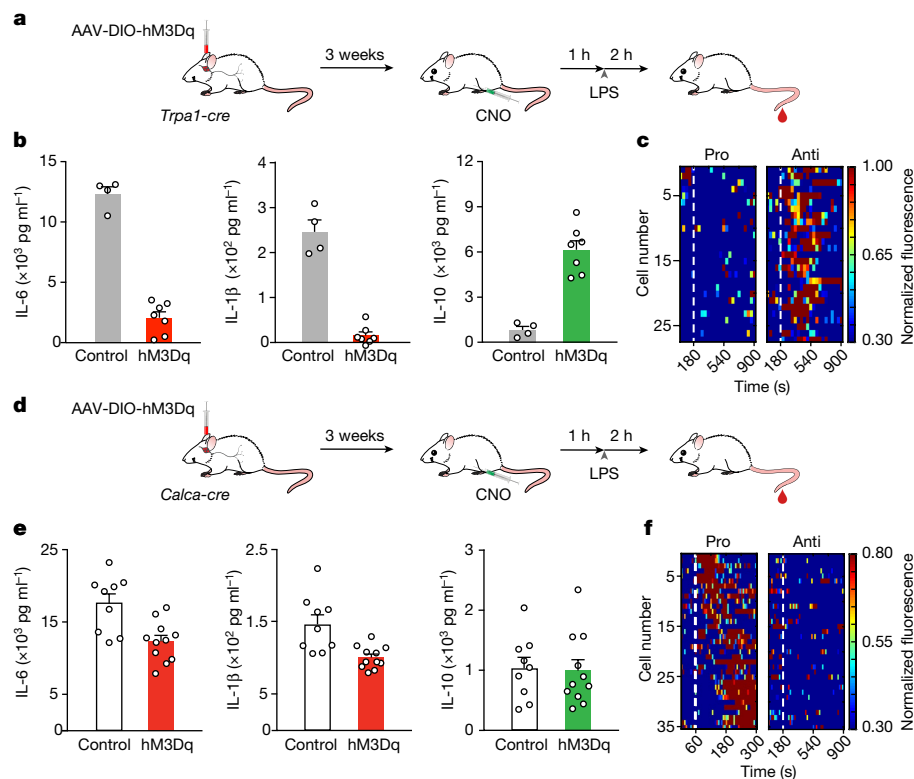 a
AAV-DIO-hM3Dq
3 weeks
1 h
2 h
LPS
Trpa1-cre
CNO
b
IL-6 (×10³ pg ml⁻¹)
15
10
5
0
Control
hM3Dq
IL-1β (×10² pg ml⁻¹)
4
3
2
1
0
Control
hM3Dq
IL-10 (×10³ pg ml⁻¹)
12
9
6
3
0
Control
hM3Dq
c
Pro
Anti
Cell number
5
15
25
180
540
900
180
540
900
Time (s)
1.00
0.65
0.30
Normalized fluorescence
d
AAV-DIO-hM3Dq
3 weeks
1 h
2 h
LPS
Calca-cre
CNO
e
IL-6 (×10³ pg ml⁻¹)
25
20
15
5
0
Control
hM3Dq
IL-1β (×10² pg ml⁻¹)
2.5
2
1.5
5
0
Control
hM3Dq
IL-10 (×10³ pg ml⁻¹)
3
2
1
0
Control
hM3Dq
f
Pro
Anti
Cell number
5
15
25
35
60
180
300
180
540
900
Time (s)
0.80
0.55
0.30
Normalized fluorescence